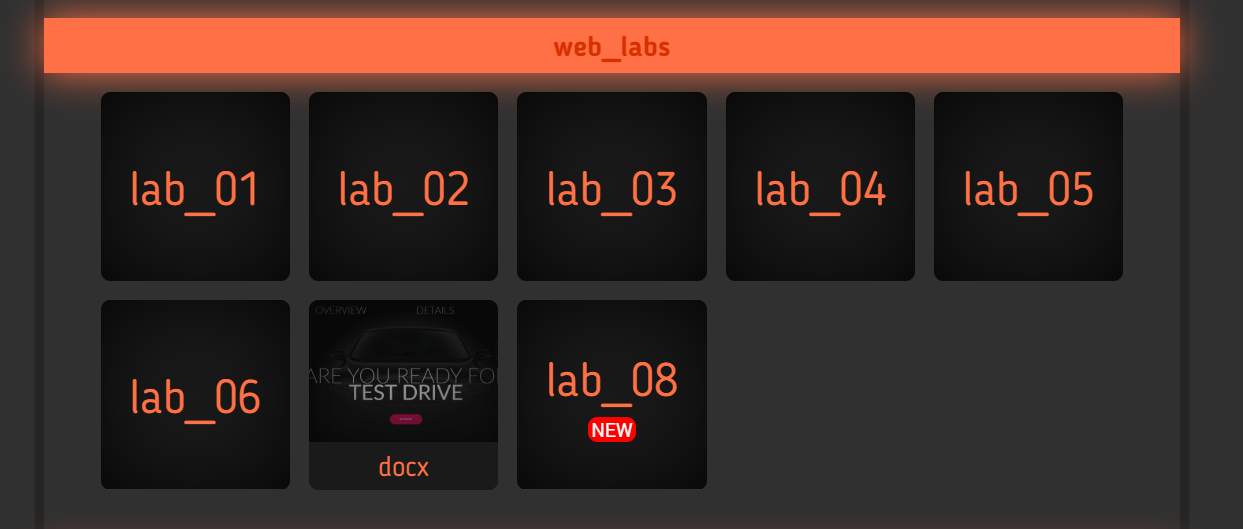 web_labs
lab_01 lab_02 lab_03 lab_04 lab_05
lab_06
OVERVIEW DETAILS
ARE YOU READY FO
TEST DRIVE
docx
lab_08
NEW